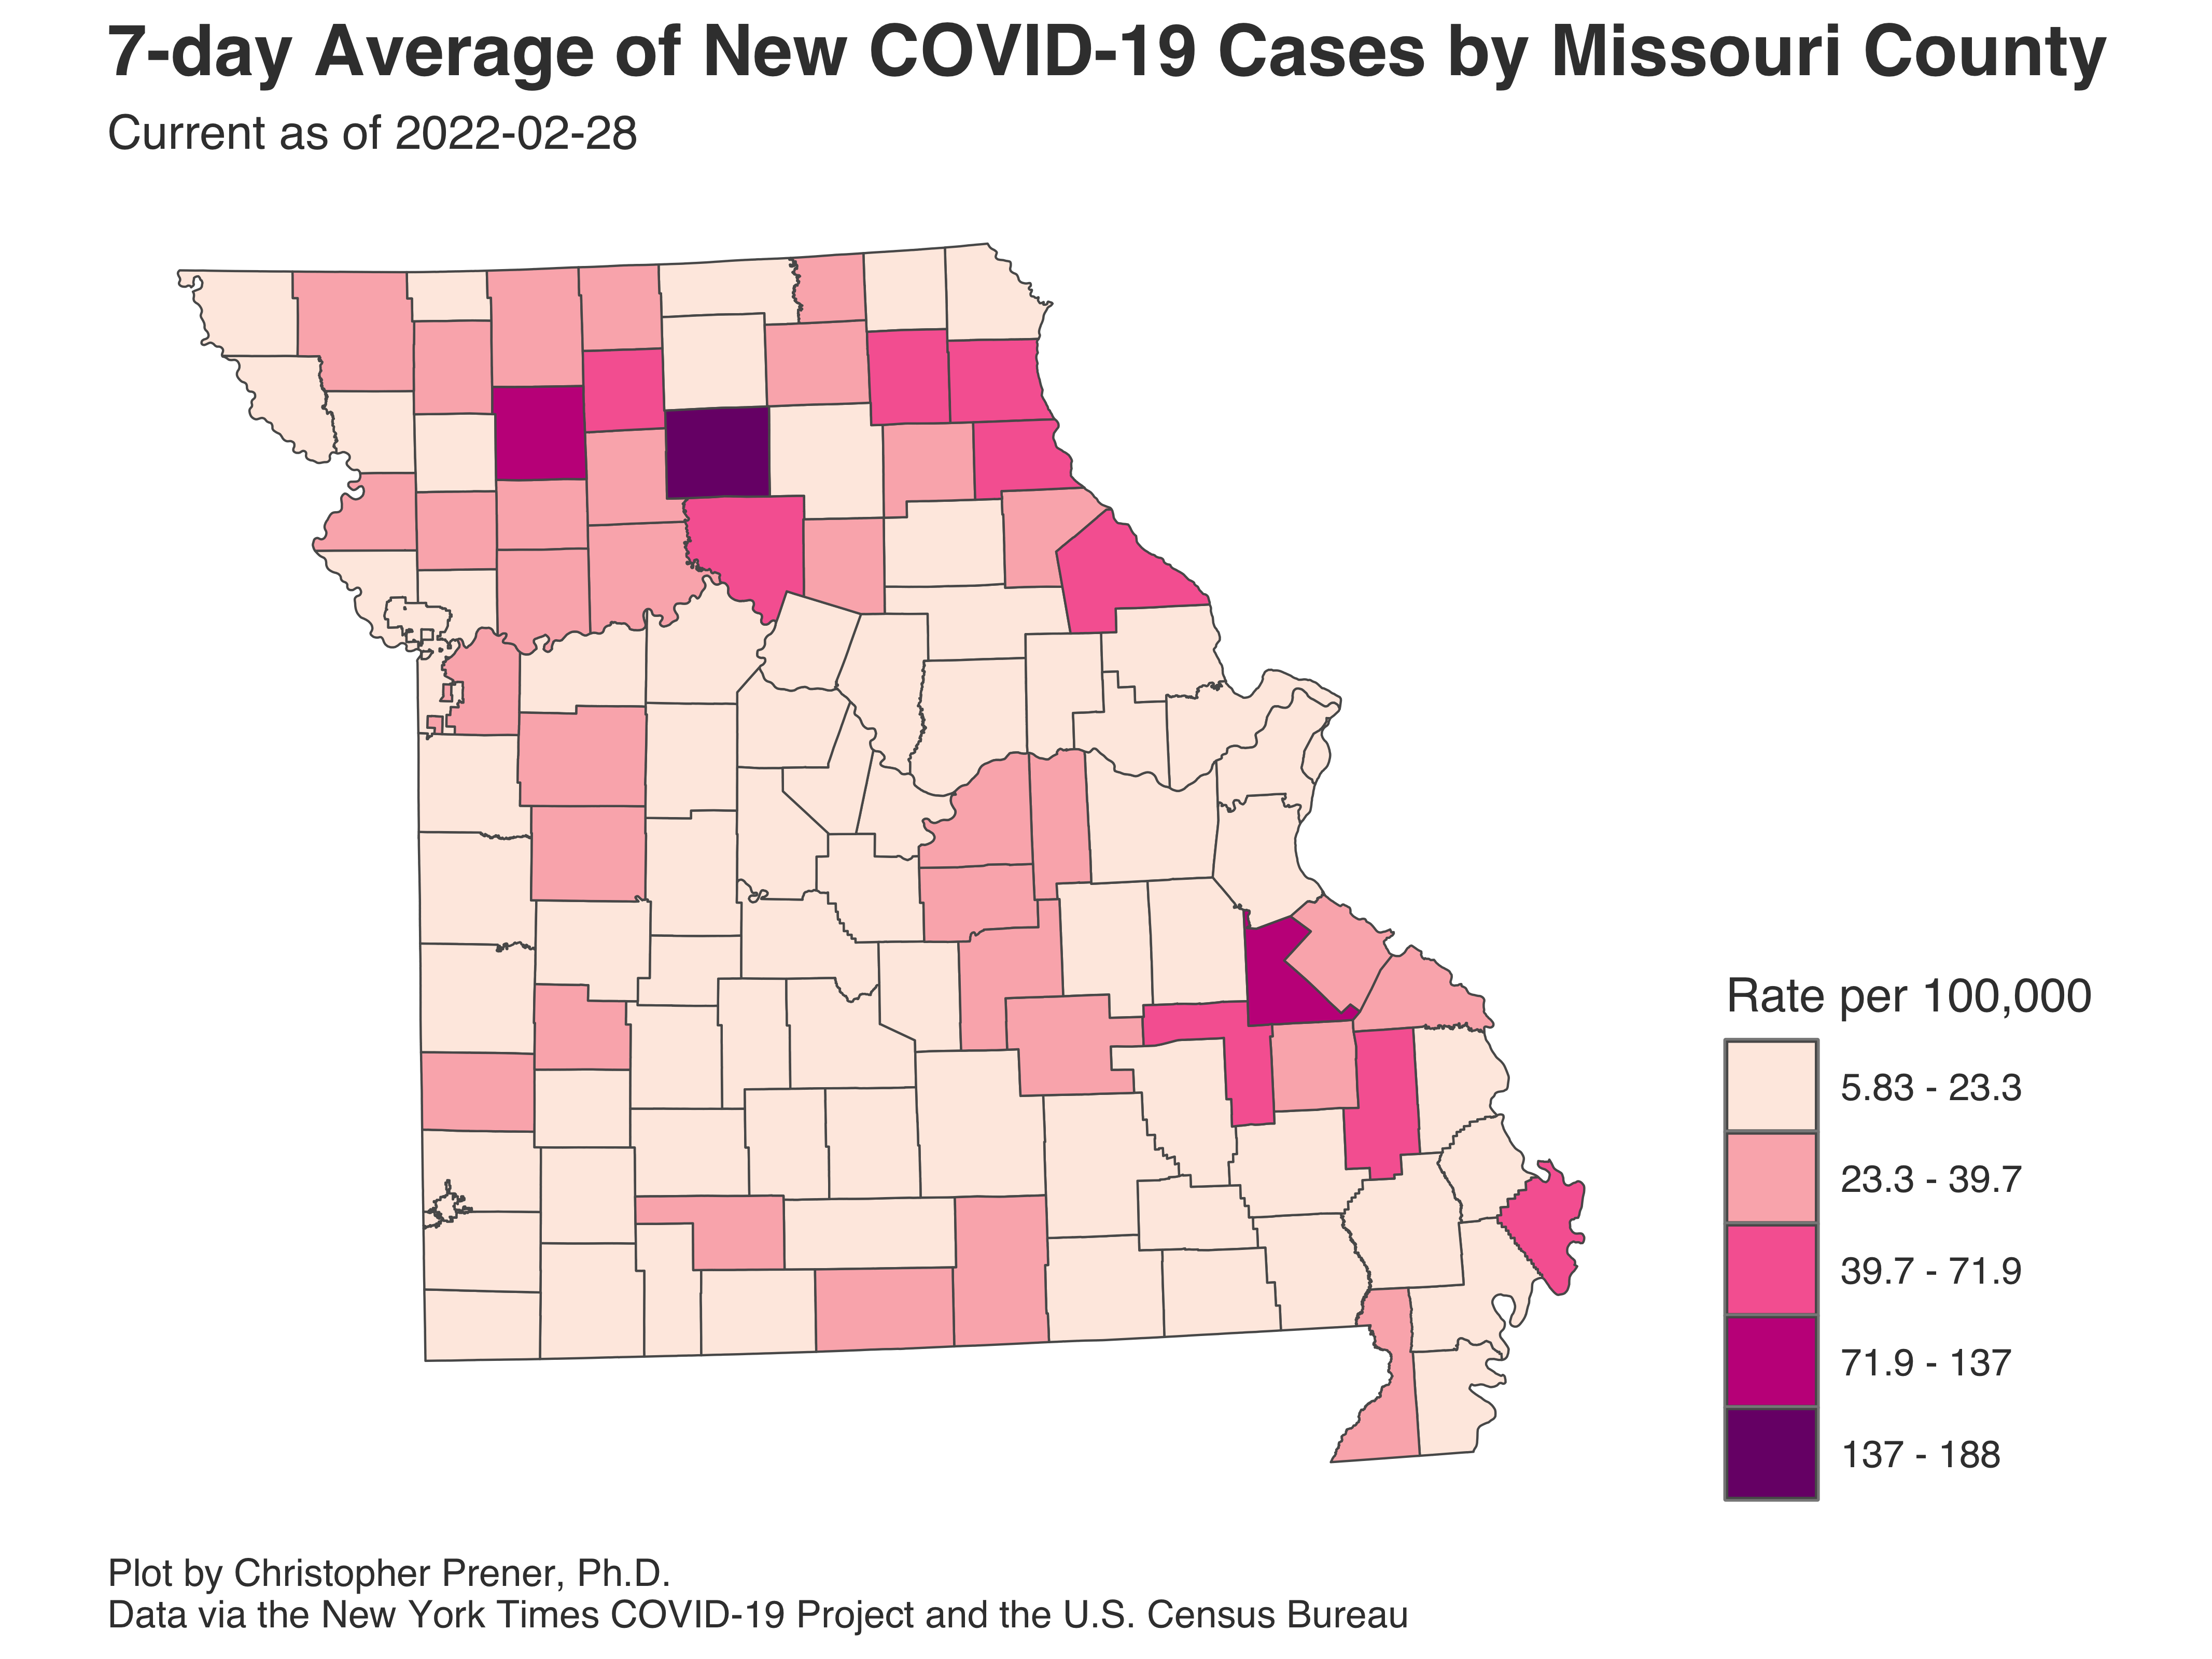 7-day Average of New COVID-19 Cases by Missouri County
Current as of 2022-02-28
Rate per 100,000
5.83 - 23.3
23.3 - 39.7
39.7 - 71.9
71.9 - 137
137 - 188
Plot by Christopher Prener, Ph.D.
Data via the New York Times COVID-19 Project and the U.S. Census Bureau